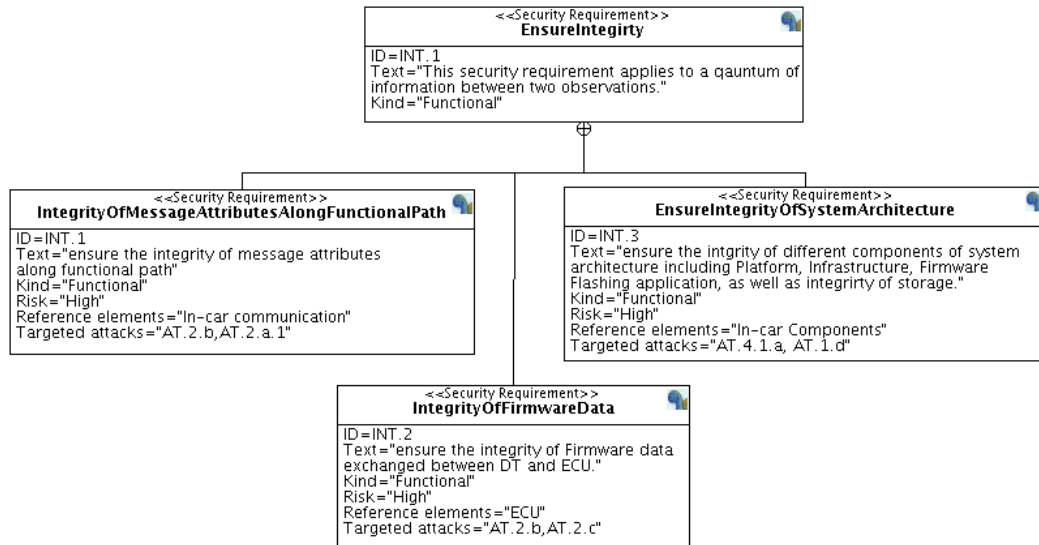 <<Security Requirement>>
EnsureIntegirty
ID=INT.1
Text="This security requirement applies to a qauntum of
information between two observations."
Kind="Functional"
<<Security Requirement>>
IntegrityOfMessageAttributesAlongFunctionalPath
ID=INT.1
Text="ensure the integrity of message attributes
along functional path"
Kind="Functional"
Risk="High"
Reference elements="In-car communication"
Targeted attacks="AT.2.b,AT.2.a.1"
<<Security Requirement>>
EnsureIntegrityOfSystemArchitecture
ID=INT.3
Text="ensure the intgrity of different components of system
architecture including Platform, Infrastructure, Firmware
Flashing application, as well as integrirty of storage."
Kind="Functional"
Risk="High"
Reference elements="In-car Components"
Targeted attacks="AT.4.1.a, AT.1.d"
<<Security Requirement>>
IntegrityOfFirmwareData
ID=INT.2
Text="ensure the integrity of Firmware data
exchanged between DT and ECU."
Kind="Functional"
Risk="High"
Reference elements="ECU"
Targeted attacks="AT.2.b,AT.2.c"